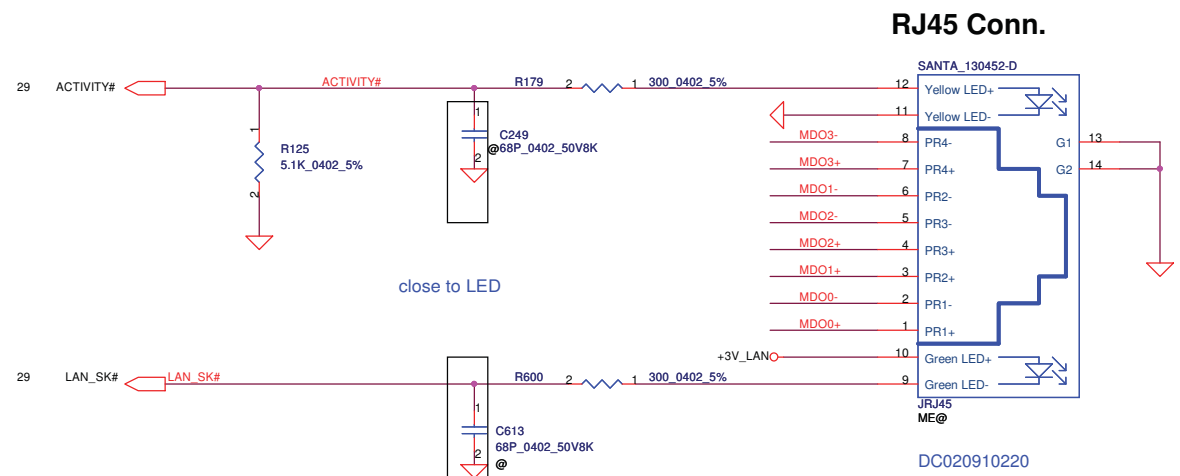 RJ45 Conn.
SANTA_130452-D
29 ACTIVITY# ACTIVITY# R179 2 1 300_0402_5% 12 Yellow LED+
11 Yellow LED-
1 R125 5.1K_0402_5% 2
1 C249 @68P_0402_50V8K 2
MDO3- 8 PR4- G1 13
MDO3+ 7 PR4+ G2 14
MDO1- 6 PR2-
MDO2- 5 PR3-
MDO2+ 4 PR3+
MDO1+ 3 PR2+
close to LED
MDO0- 2 PR1-
MDO0+ 1 PR1+
+3V_LAN 10 Green LED+
29 LAN_SK# LAN_SK# R600 2 1 300_0402_5% 9 Green LED-
JRJ45
ME@
1 C613
68P_0402_50V8K
2 @
DC020910220